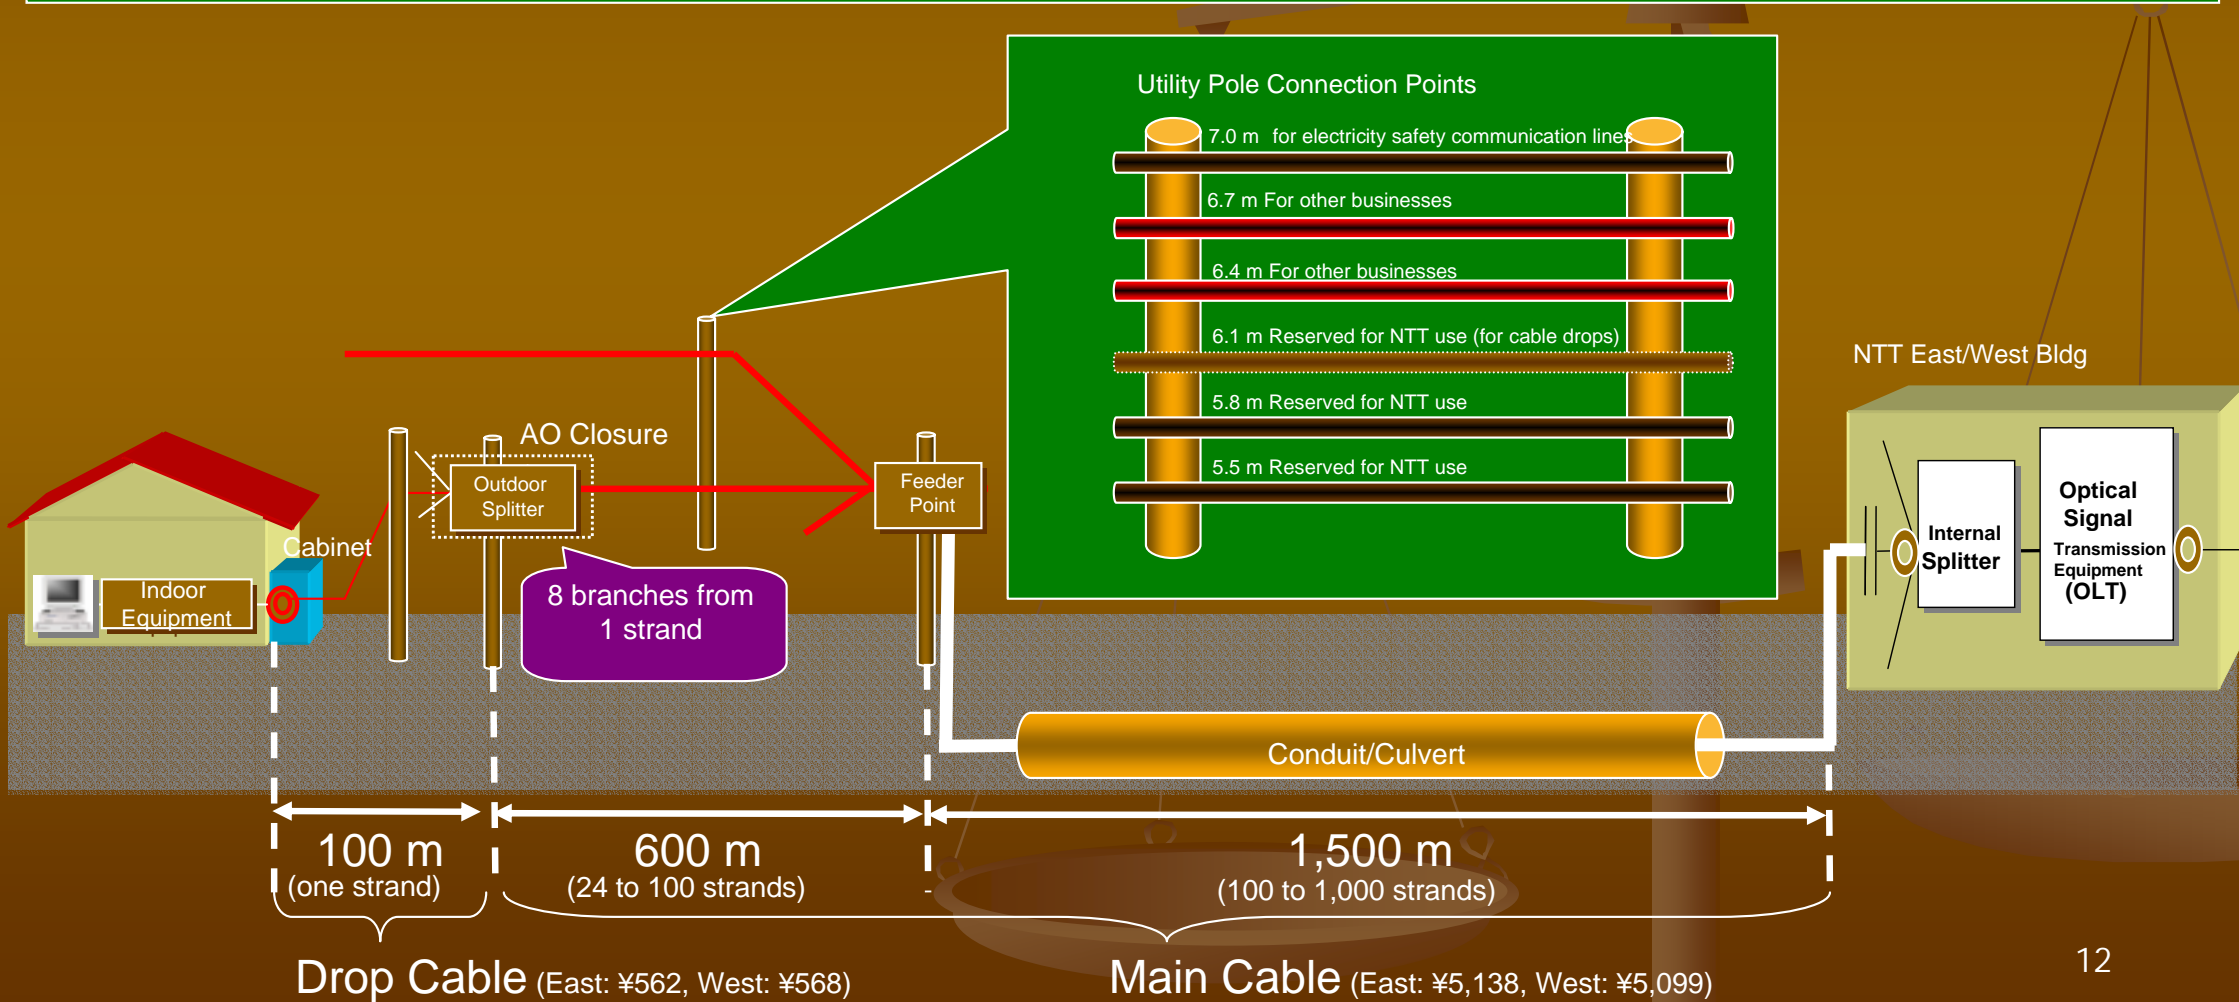 Utility Pole Connection Points
7.0 m for electricity safety communication lines
6.7 m For other businesses
6.4 m For other businesses
6.1 m Reserved for NTT use (for cable drops)
5.8 m Reserved for NTT use
5.5 m Reserved for NTT use
NTT East/West Bldg
AO Closure
Outdoor
Splitter
Feeder
Point
Optical
Signal
Transmission
Equipment
(OLT)
Internal
Splitter
Cabinet
Indoor
Equipment
8 branches from
1 strand
Conduit/Culvert
100 m
(one strand)
600 m
(24 to 100 strands)
1,500 m
(100 to 1,000 strands)
Drop Cable (East: ¥562, West: ¥568)
Main Cable (East: ¥5,138, West: ¥5,099)
12